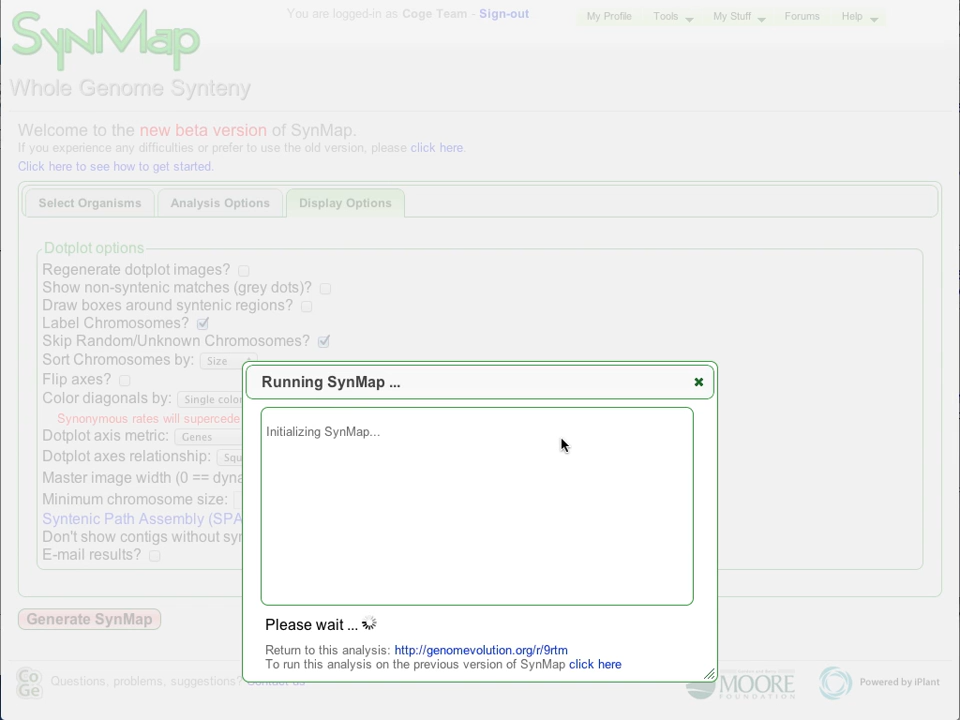 You are logged-in as Coge Team - Sign-out
My Profile Tools My Stuff Forums Help
SynMap
Whole Genome Synteny
Welcome to the new beta version of SynMap.
If you experience any difficulties or prefer to use the old version, please click here.
Click here to see how to get started.
Select Organisms Analysis Options Display Options
Dotplot options
Regenerate dotplot images?
Show non-syntenic matches (grey dots)?
Draw boxes around syntenic regions?
Label Chromosomes?
Skip Random/Unknown Chromosomes?
Sort Chromosomes by: Size
Flip axes?
Color diagonals by: Single color
Synonymous rates will supercede
Dotplot axis metric: Genes
Dotplot axes relationship: Squ
Master image width (0 == dyna
Minimum chromosome size:
Syntenic Path Assembly (SPA
Don't show contigs without syn
E-mail results?
Running SynMap ...
Initializing SynMap...
Please wait ...
Return to this analysis: http://genomevolution.org/r/9rtm
To run this analysis on the previous version of SynMap click here
Generate SynMap
CoGe
Questions, problems, suggestions? Contact us
MOORE
FOUNDATION
Powered by iPlant